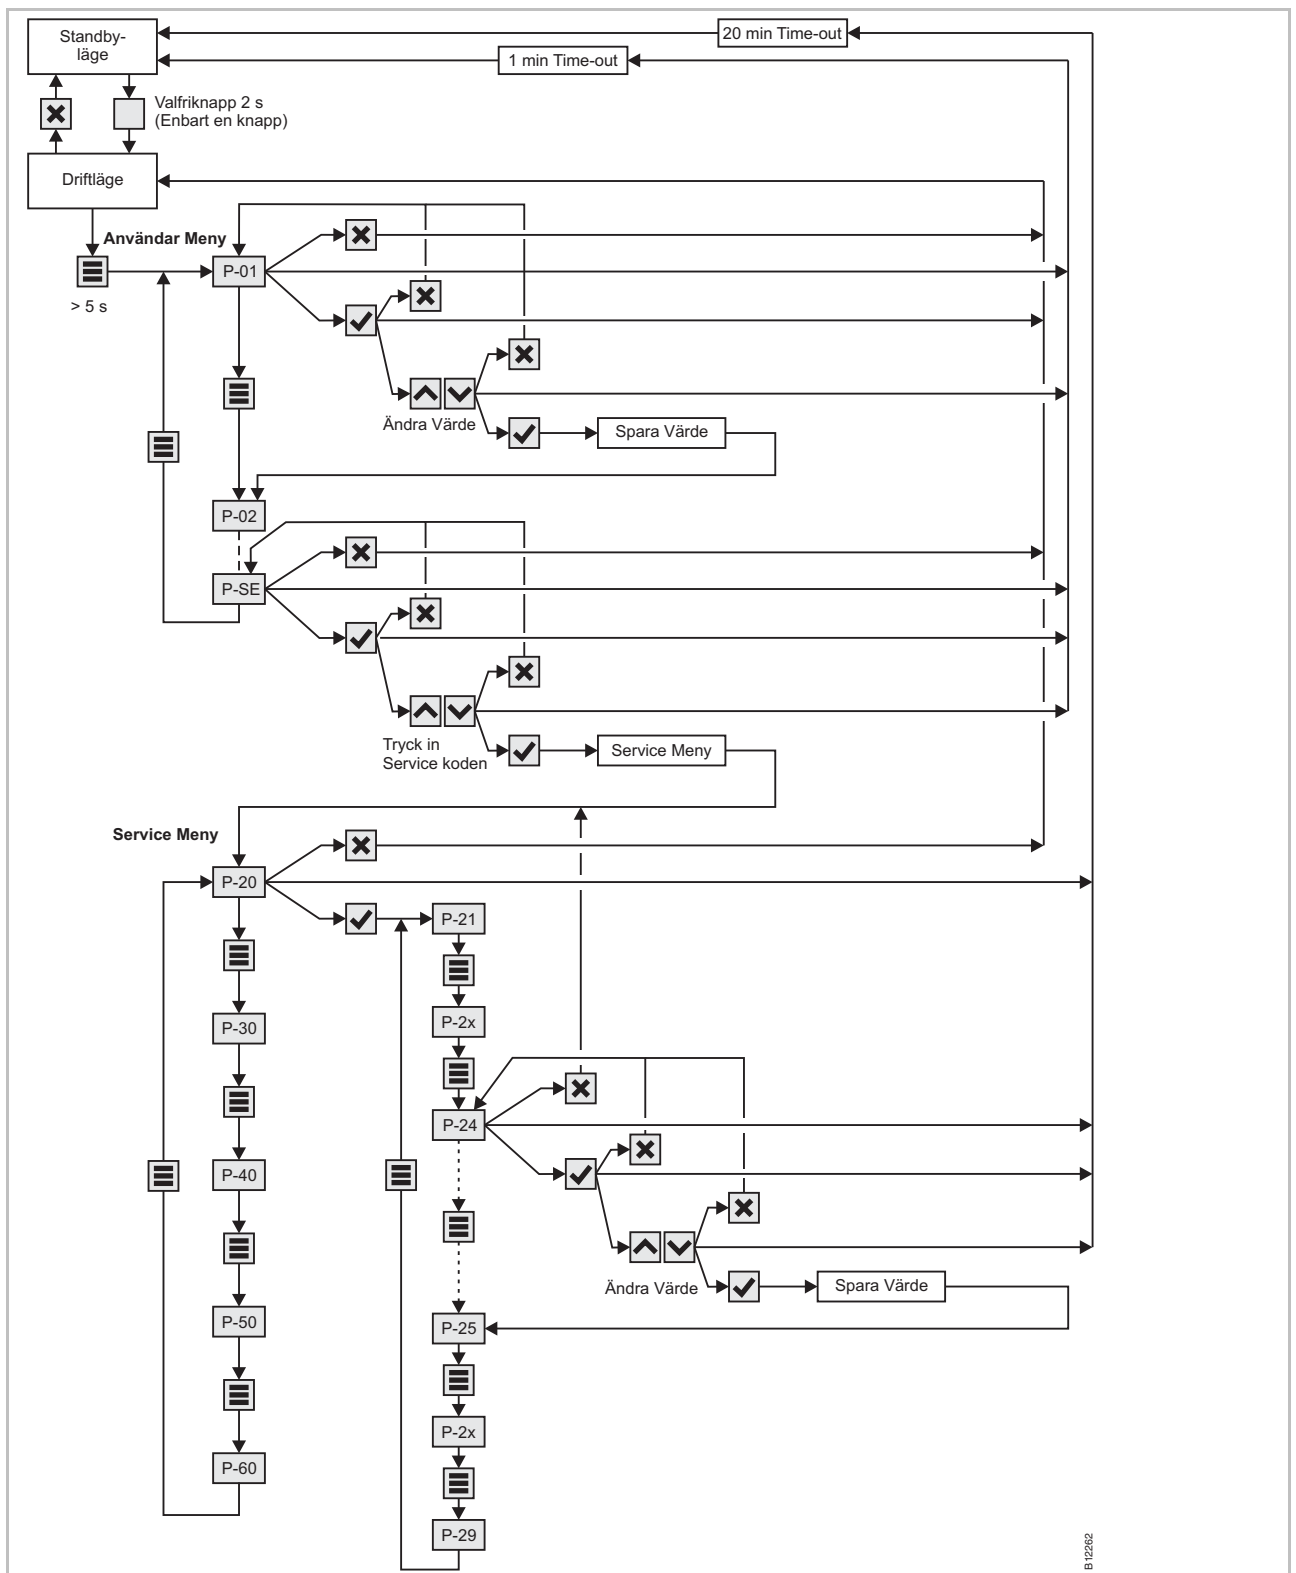 Standby-
läge
20 min Time-out
1 min Time-out
Valfriknapp 2 s
(Enbart en knapp)
Driftläge
Användar Meny
P-01
> 5 s
Ändra Värde
Spara Värde
P-02
P-SE
Tryck in
Service koden
Service Meny
Service Meny
P-20
P-21
P-2x
P-30
P-24
P-40
Ändra Värde
Spara Värde
P-50
P-25
P-2x
P-60
P-29
B12262